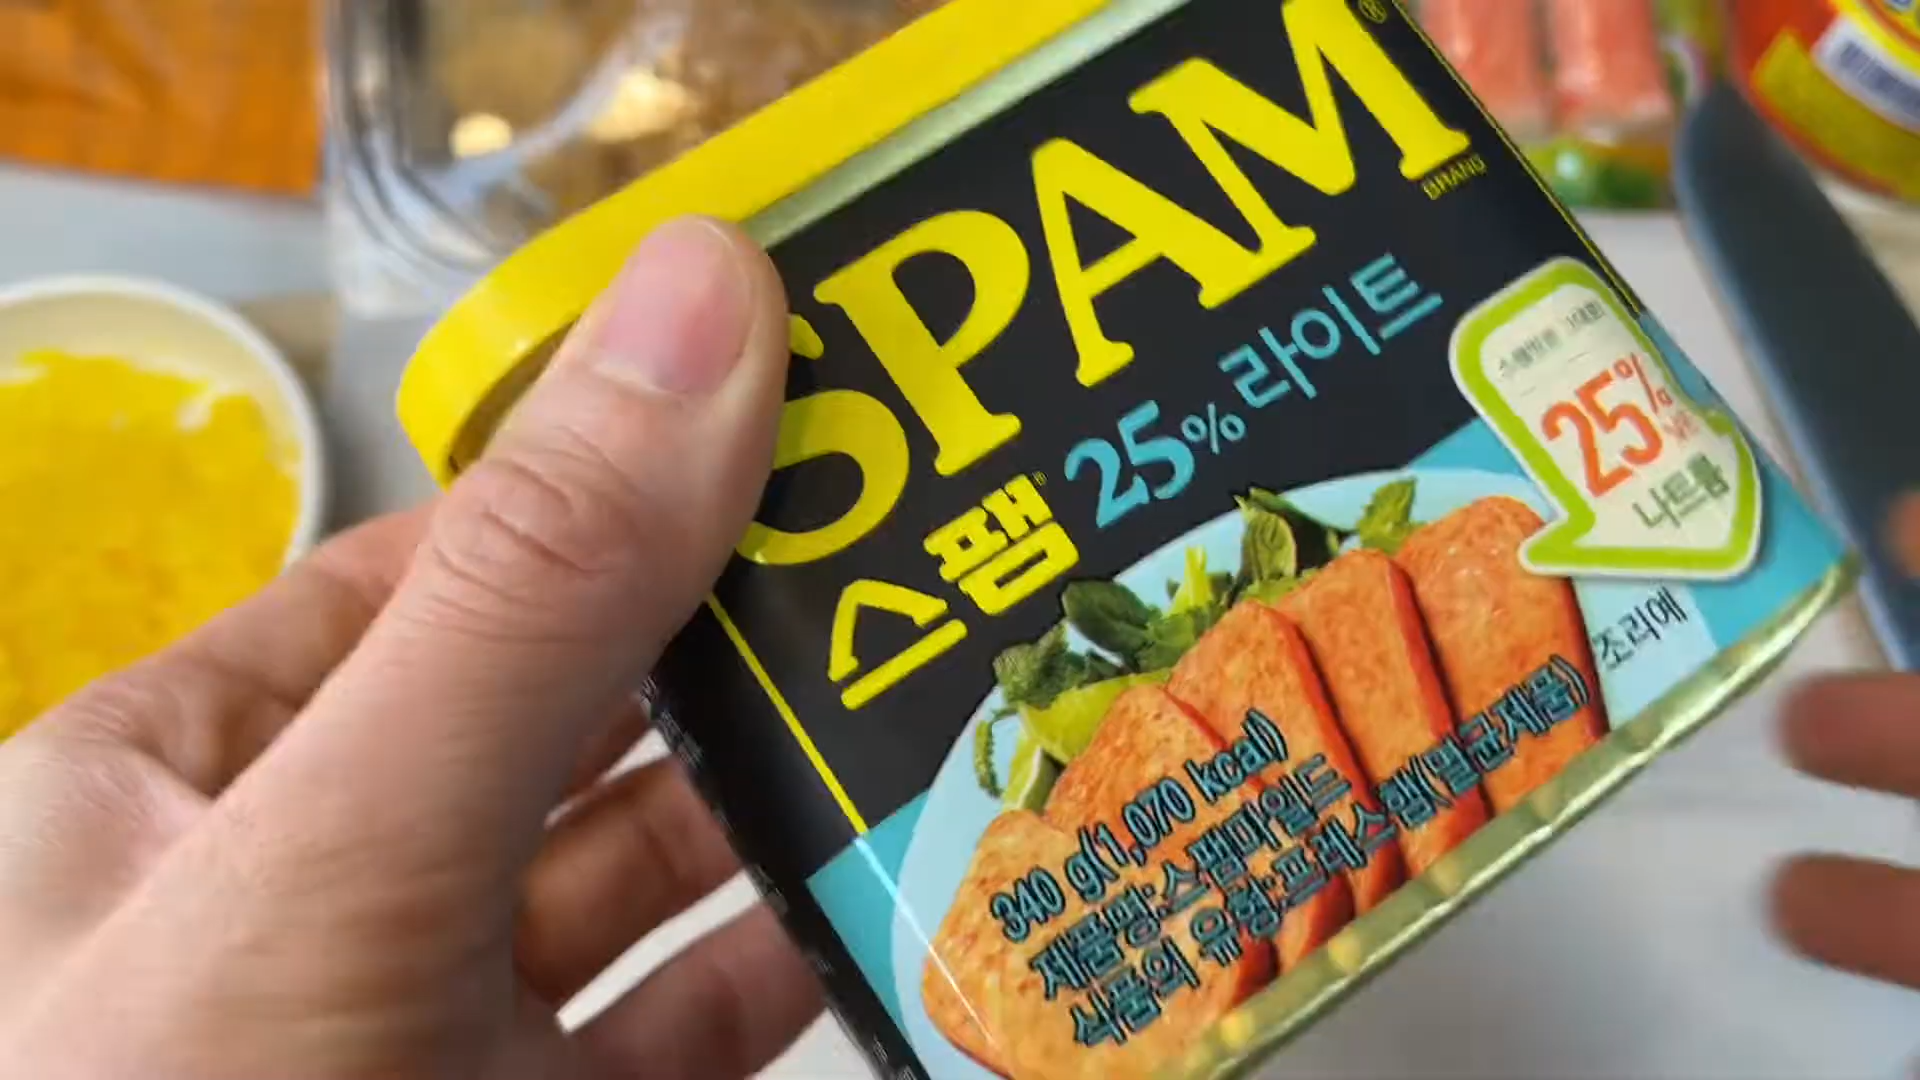 SPAM®
BRAND
스팸® 25% 라이트
25%
나트륨
조리예
340 g(1,070 kcal)
제품명:스팸마일드
식품의 유형:프레스햄(멸균제품)